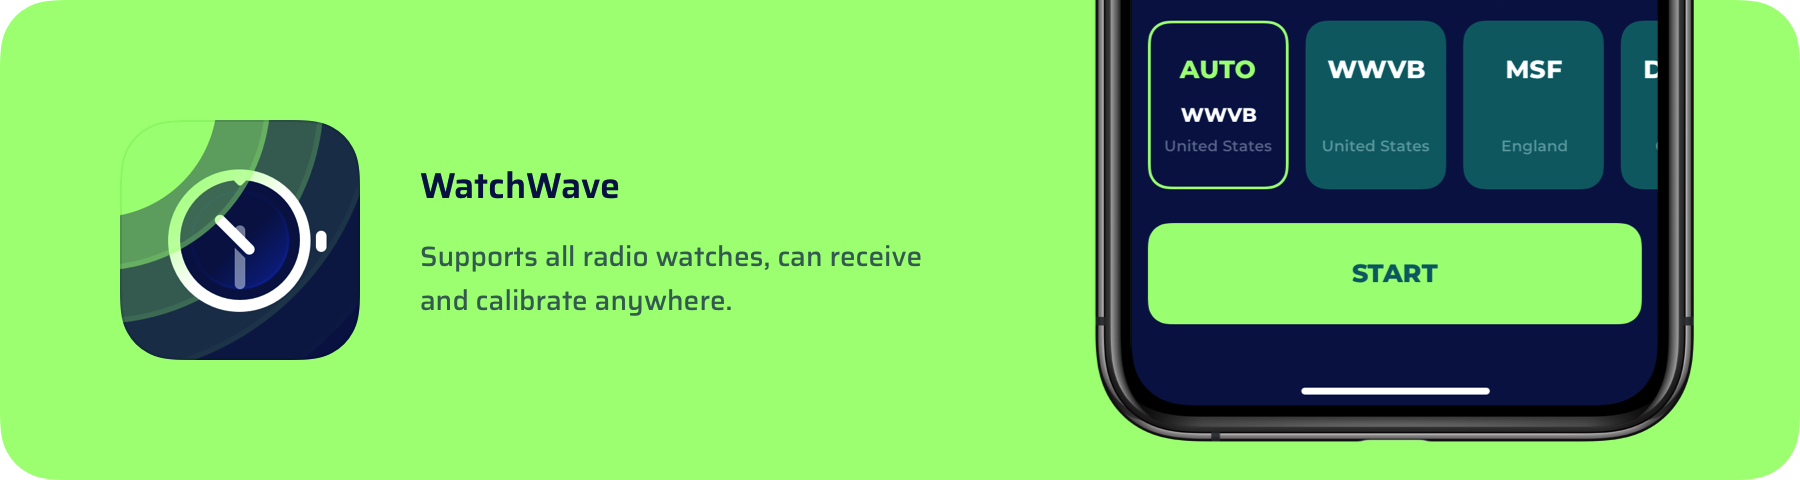 WatchWave
Supports all radio watches, can receive
and calibrate anywhere.
AUTO
WWVB
United States
WWVB
United States
MSF
England
START